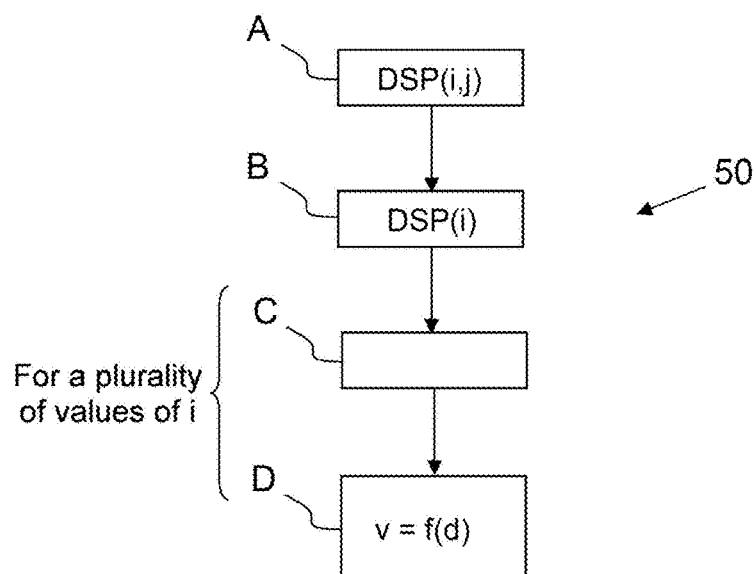 A
DSP(i,j)
B
50
DSP(i)
C
For a plurality
of values of i
D
v = f(d)